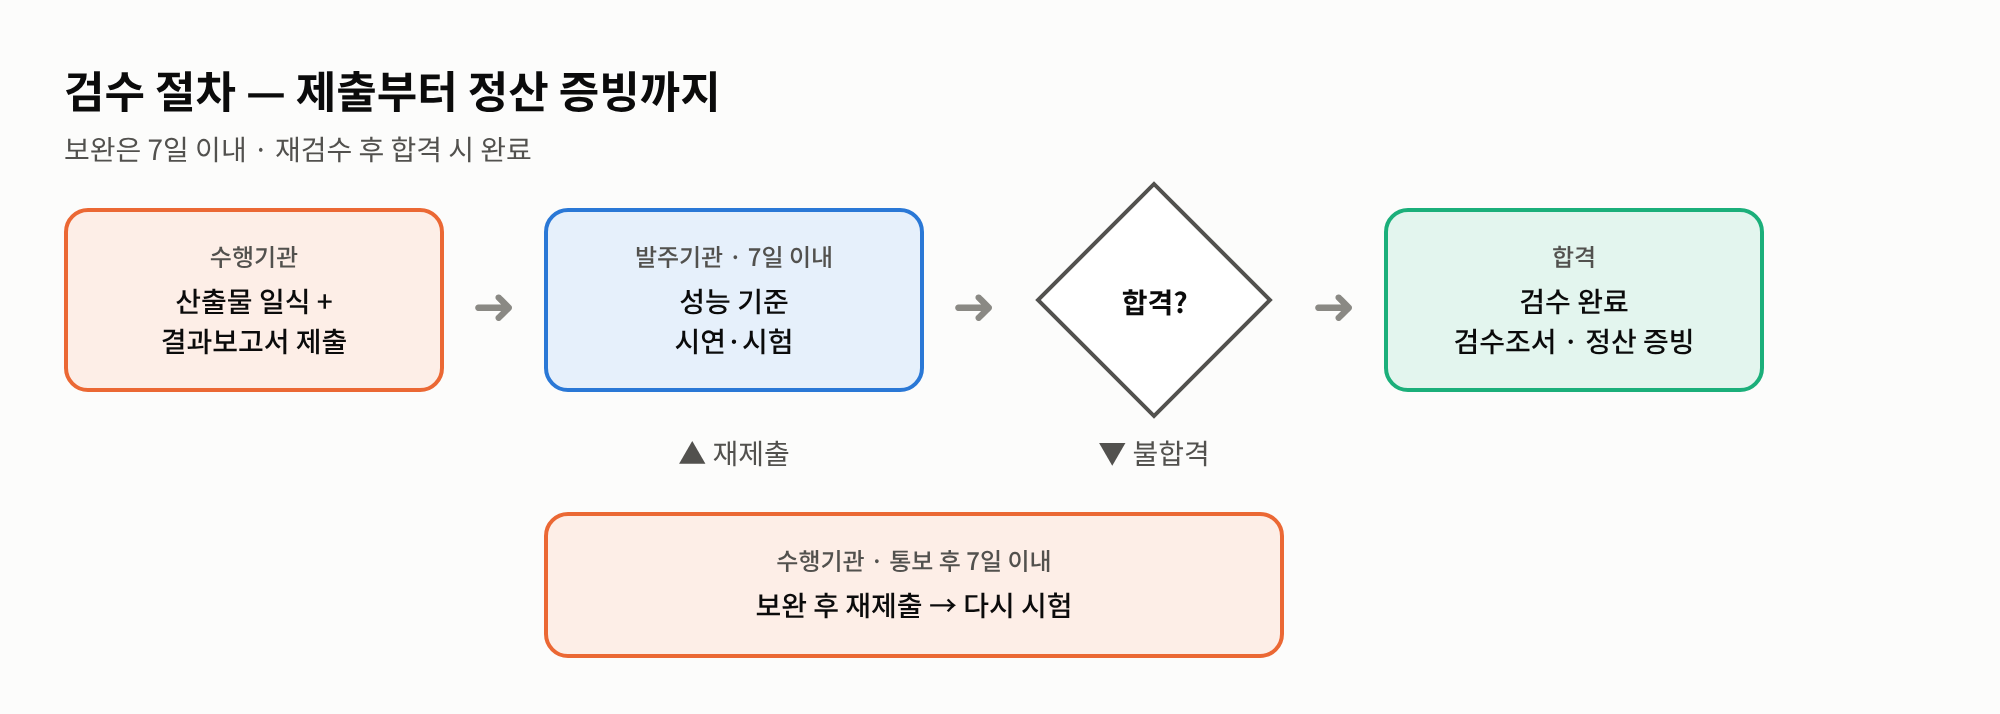 검수 절차 — 제출부터 정산 증빙까지
보완은 7일 이내 · 재검수 후 합격 시 완료
수행기관
산출물 일식 +
결과보고서 제출
➔
발주기관 · 7일 이내
성능 기준
시연·시험
➔
합격?
➔
합격
검수 완료
검수조서 · 정산 증빙
▲ 재제출
▼ 불합격
수행기관 · 통보 후 7일 이내
보완 후 재제출 → 다시 시험